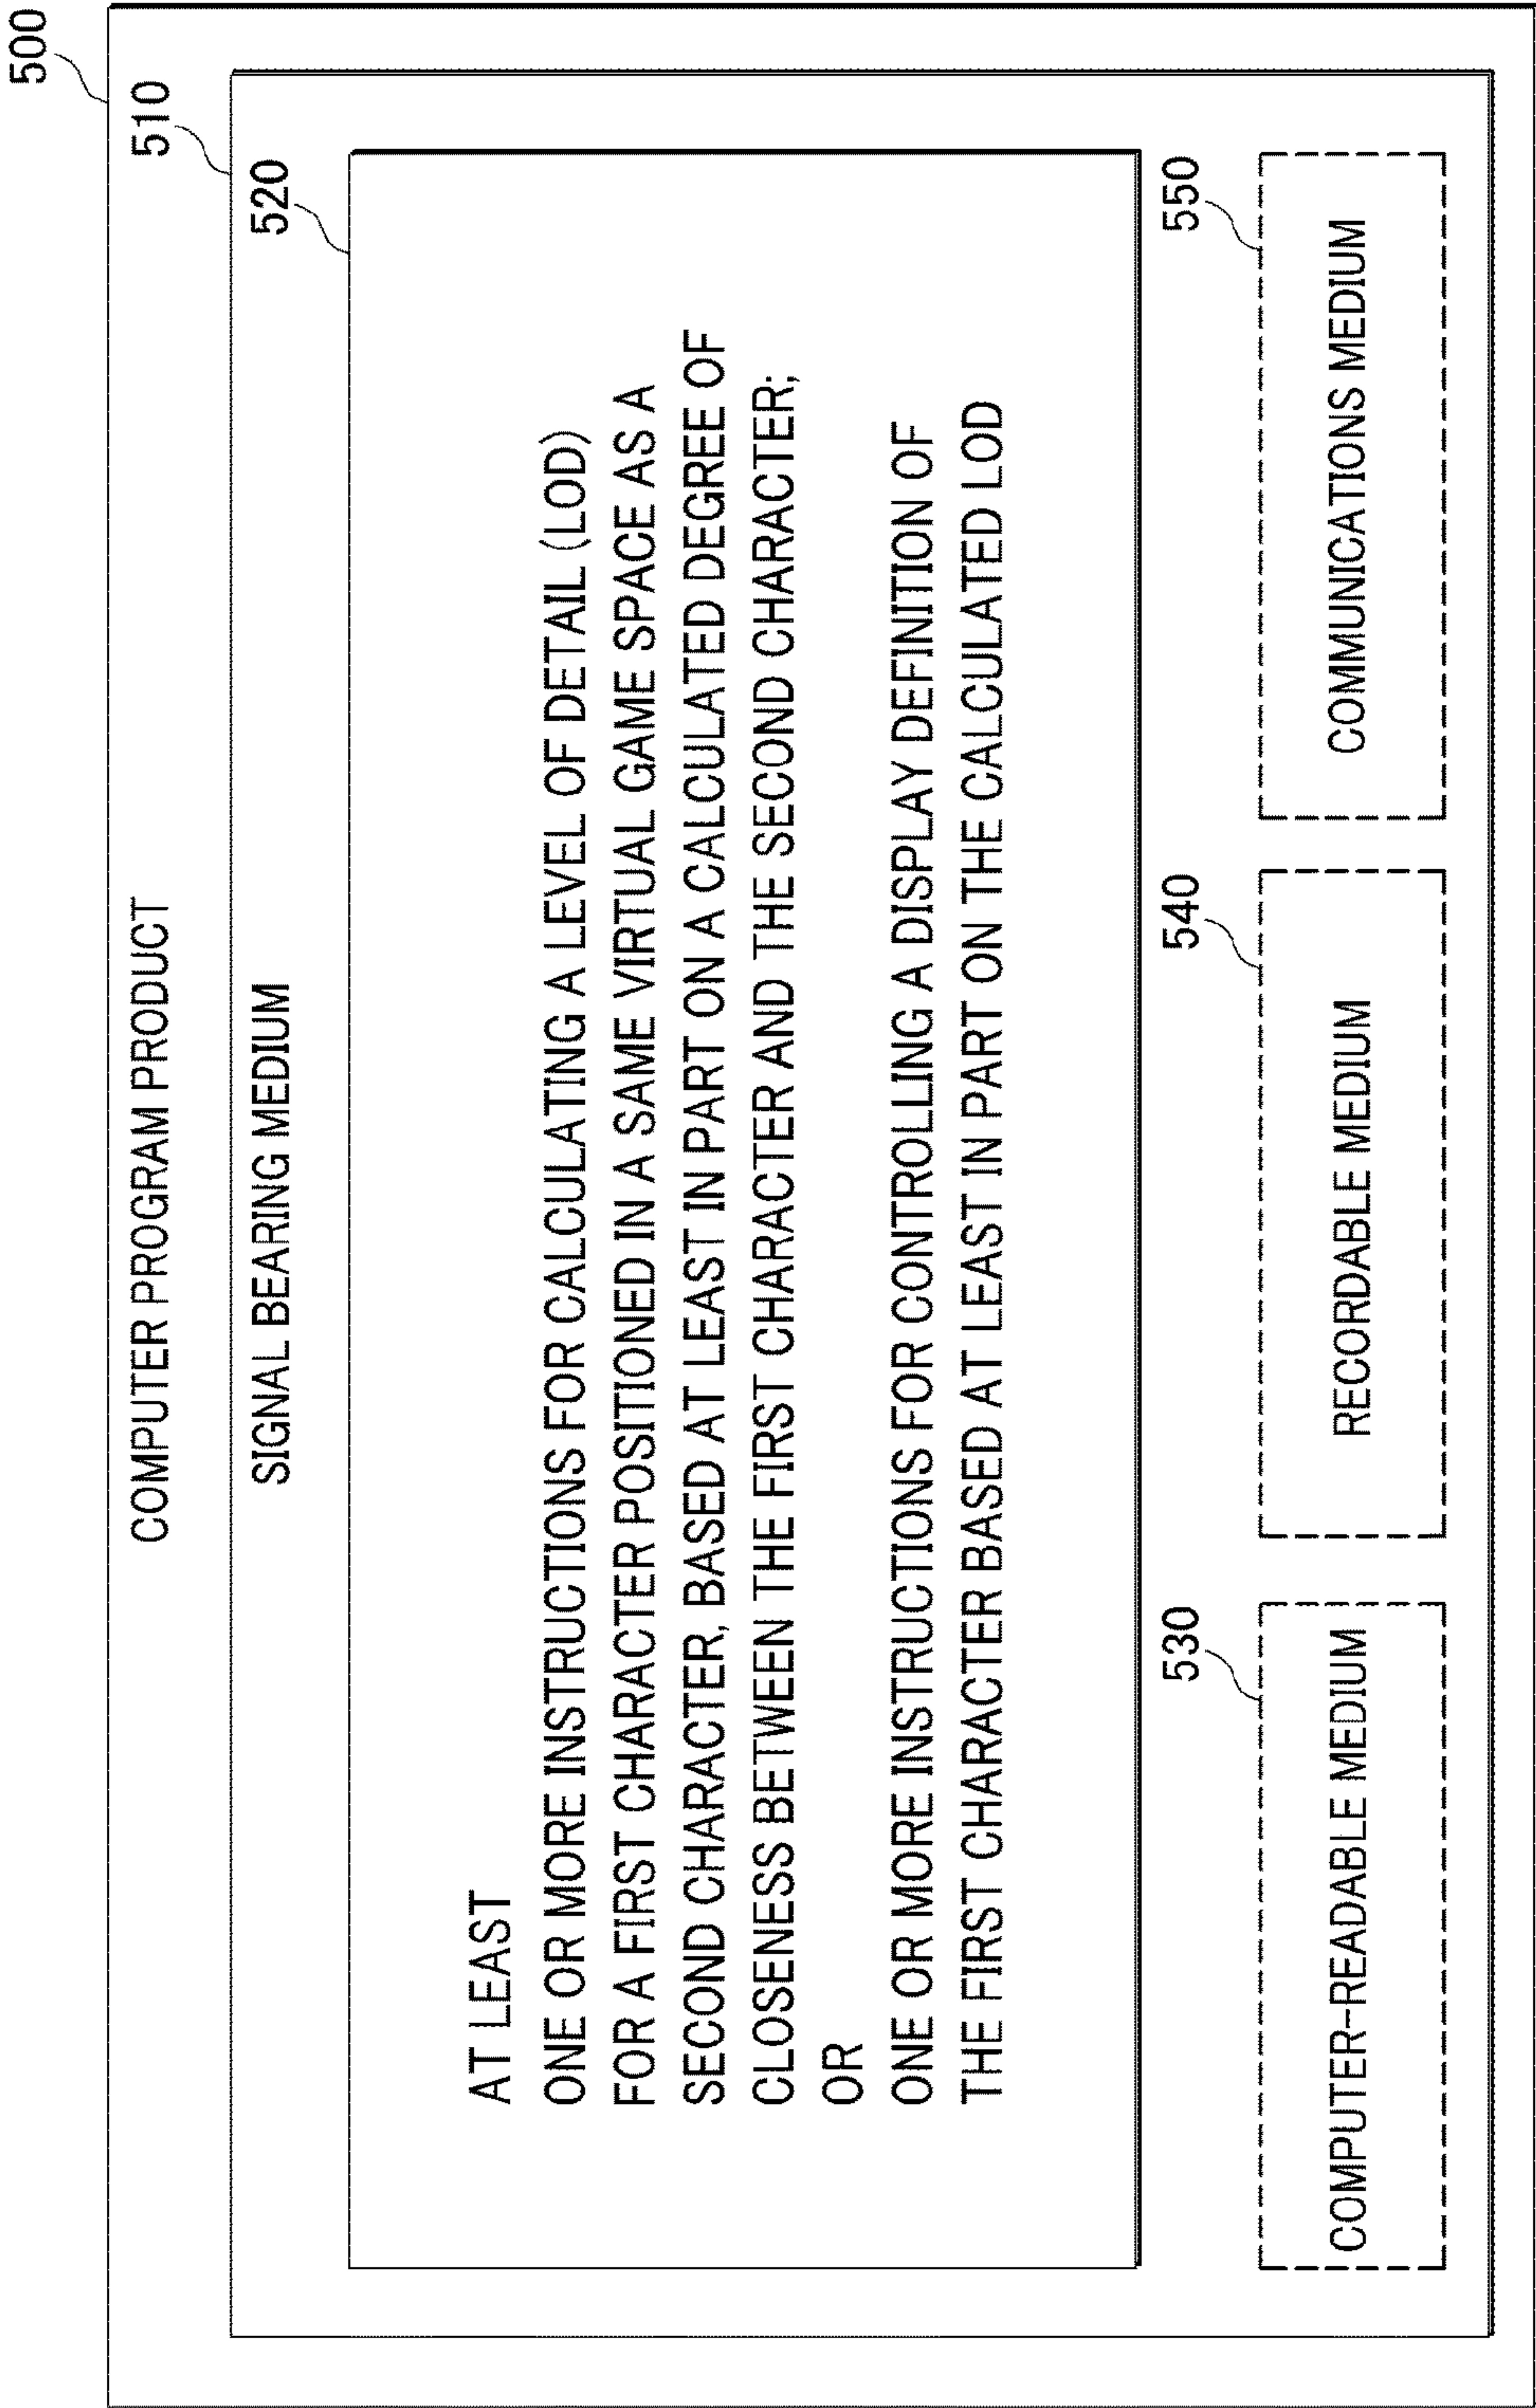 500
COMPUTER PROGRAM PRODUCT
510
SIGNAL BEARING MEDIUM
520
AT LEAST
ONE OR MORE INSTRUCTIONS FOR CALCULATING A LEVEL OF DETAIL (LOD)
FOR A FIRST CHARACTER POSITIONED IN A SAME VIRTUAL GAME SPACE AS A
SECOND CHARACTER, BASED AT LEAST IN PART ON A CALCULATED DEGREE OF
CLOSENESS BETWEEN THE FIRST CHARACTER AND THE SECOND CHARACTER;
OR
ONE OR MORE INSTRUCTIONS FOR CONTROLLING A DISPLAY DEFINITION OF
THE FIRST CHARACTER BASED AT LEAST IN PART ON THE CALCULATED LOD
530
COMPUTER-READABLE MEDIUM
540
RECORDABLE MEDIUM
550
COMMUNICATIONS MEDIUM